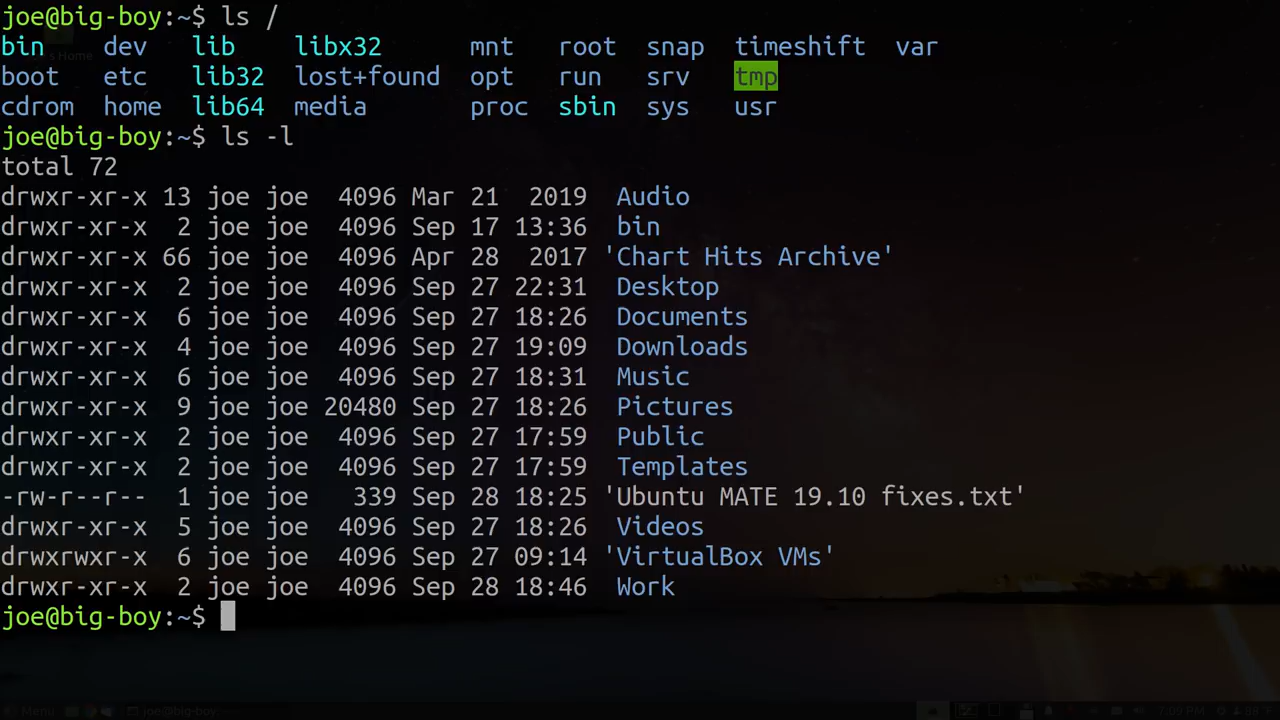 joe@big-boy:~$ ls /
bin dev lib libx32 mnt root snap timeshift var
boot etc lib32 lost+found opt run srv tmp
cdrom home lib64 media proc sbin sys usr
joe@big-boy:~$ ls -l
total 72
drwxr-xr-x 13 joe joe 4096 Mar 21 2019 Audio
drwxr-xr-x 2 joe joe 4096 Sep 17 13:36 bin
drwxr-xr-x 66 joe joe 4096 Apr 28 2017 'Chart Hits Archive'
drwxr-xr-x 2 joe joe 4096 Sep 27 22:31 Desktop
drwxr-xr-x 6 joe joe 4096 Sep 27 18:26 Documents
drwxr-xr-x 4 joe joe 4096 Sep 27 19:09 Downloads
drwxr-xr-x 6 joe joe 4096 Sep 27 18:31 Music
drwxr-xr-x 9 joe joe 20480 Sep 27 18:26 Pictures
drwxr-xr-x 2 joe joe 4096 Sep 27 17:59 Public
drwxr-xr-x 2 joe joe 4096 Sep 27 17:59 Templates
-rw-r--r-- 1 joe joe 339 Sep 28 18:25 'Ubuntu MATE 19.10 fixes.txt'
drwxr-xr-x 5 joe joe 4096 Sep 27 18:26 Videos
drwxrwxr-x 6 joe joe 4096 Sep 27 09:14 'VirtualBox VMs'
drwxr-xr-x 2 joe joe 4096 Sep 28 18:46 Work
joe@big-boy:~$
Menu joe@big-boy: 7:09 PM